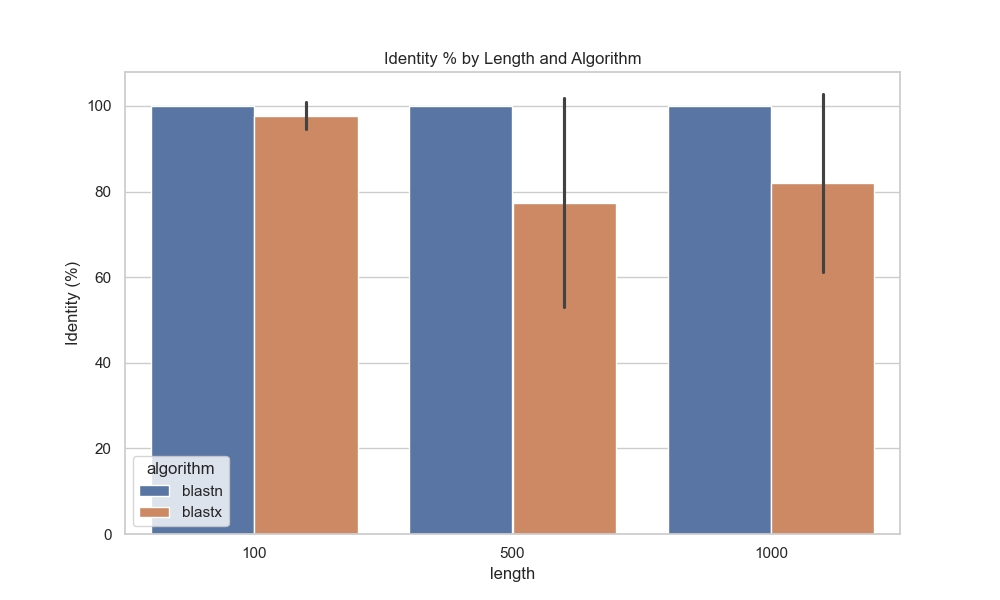 Identity % by Length and Algorithm
Identity (%)
100
80
60
40
20
0
algorithm
blastn
blastx
100
500
1000
length